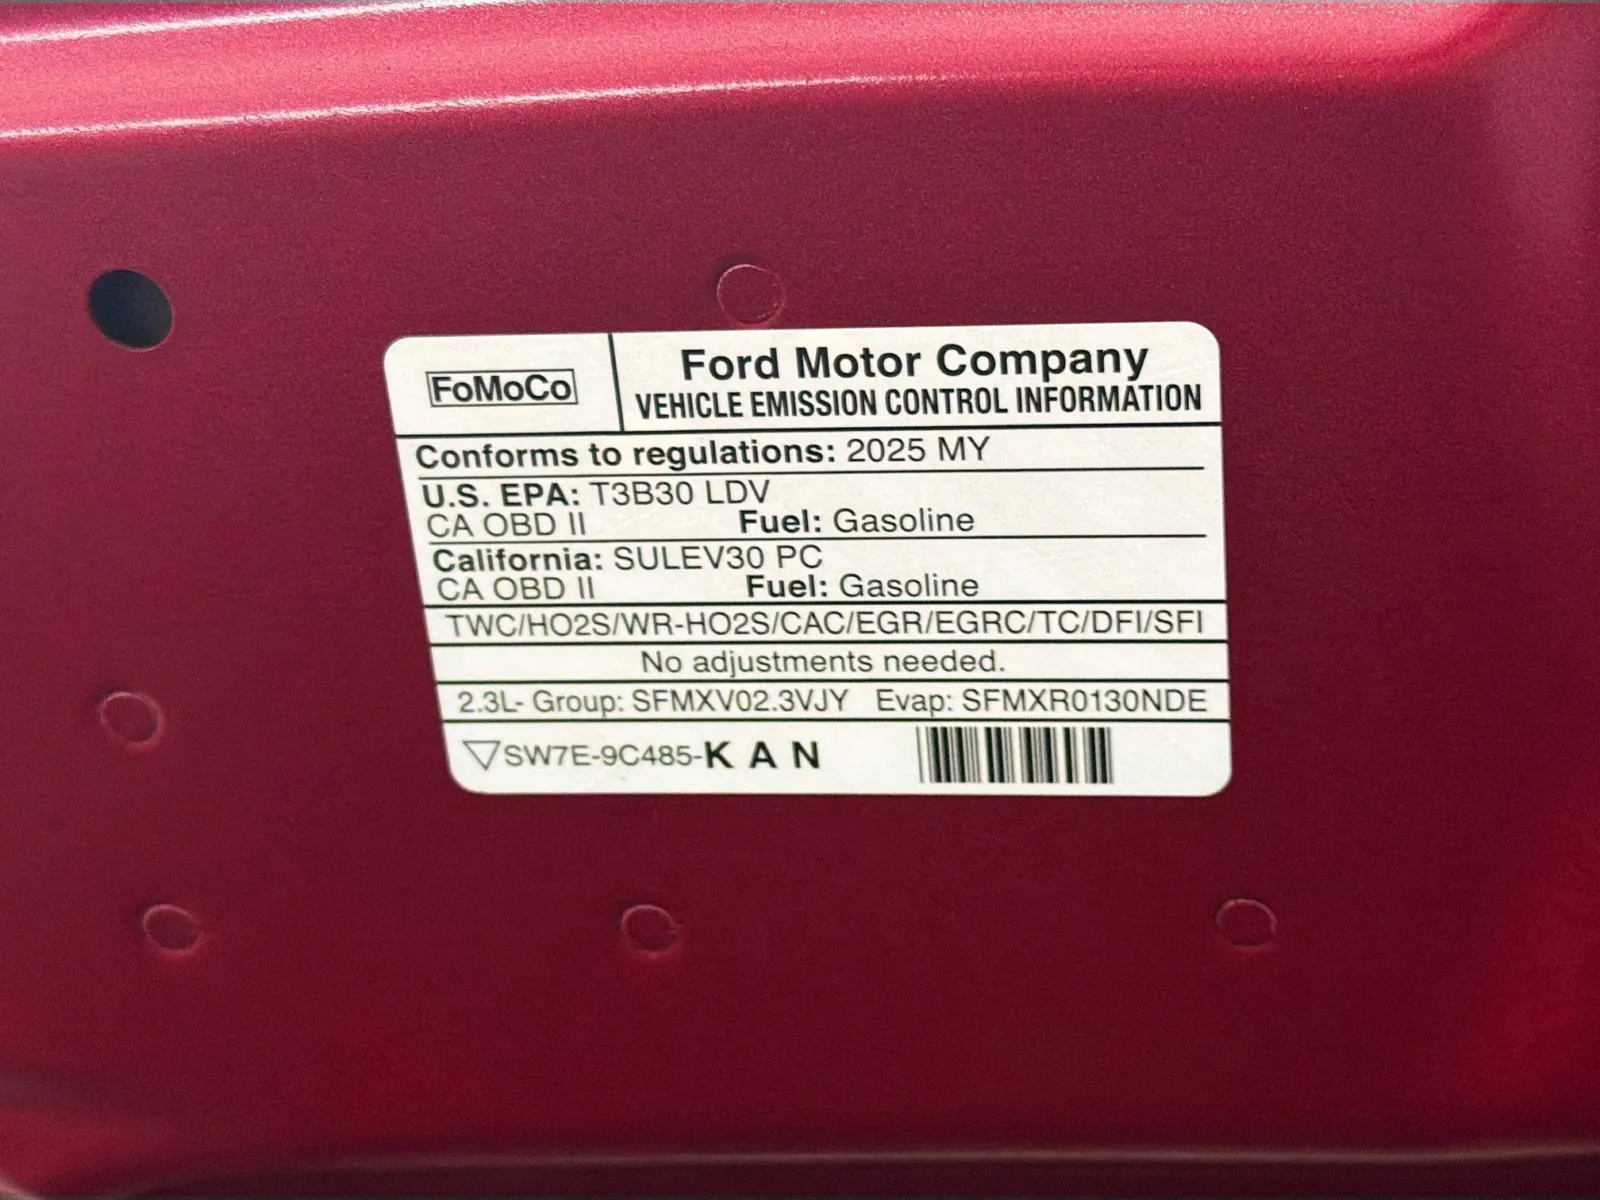 FoMoCo
Ford Motor Company
VEHICLE EMISSION CONTROL INFORMATION
Conforms to regulations: 2025 MY
U.S. EPA: T3B30 LDV
CA OBD II Fuel: Gasoline
California: SULEV30 PC
CA OBD II Fuel: Gasoline
TWC/HO2S/WR-HO2S/CAC/EGR/EGRC/TC/DFI/SFI
No adjustments needed.
2.3L- Group: SFMXV02.3VJY Evap: SFMXR0130NDE
SW7E-9C485-K A N